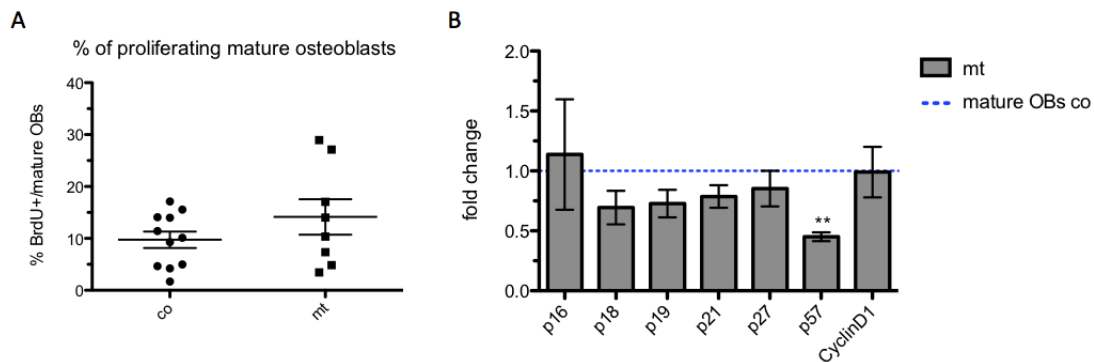 A
% of proliferating mature osteoblasts
% BrdU+/mature OBs
40
30
20
10
0
co
mt
B
fold change
2.0
1.5
1.0
0.5
0.0
**
p16
p18
p19
p21
p27
p57
CyclinD1
mt
mature OBs co